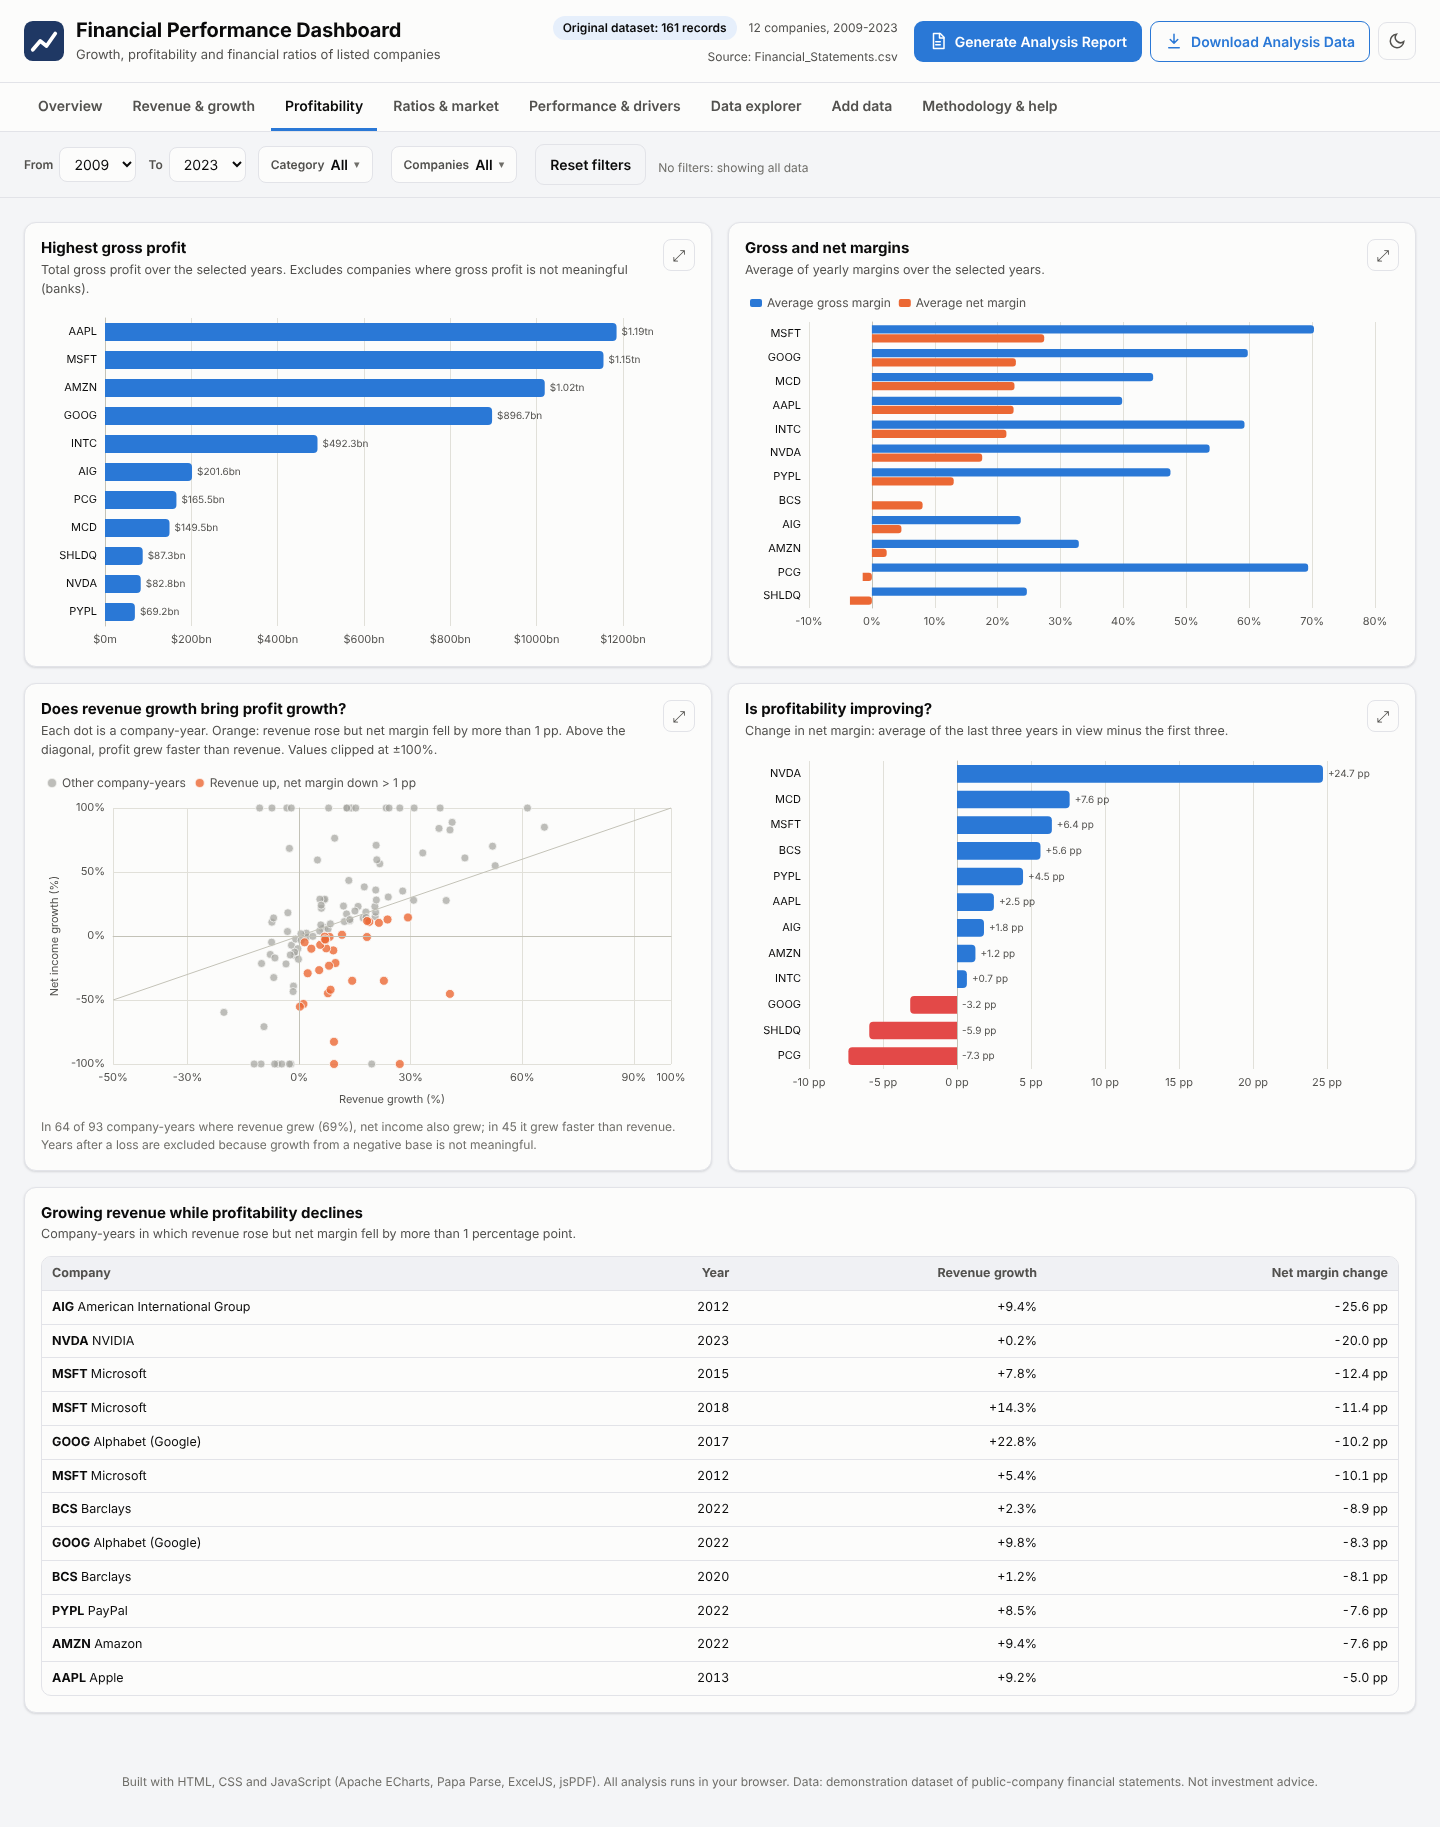 Financial Performance Dashboard
Growth, profitability and financial ratios of listed companies
Original dataset: 161 records
12 companies, 2009-2023
Source: Financial_Statements.csv
Generate Analysis Report
Download Analysis Data
Overview
Revenue & growth
Profitability
Ratios & market
Performance & drivers
Data explorer
Add data
Methodology & help
From 2009
To 2023
Category All
Companies All
Reset filters
No filters: showing all data
Highest gross profit
Total gross profit over the selected years. Excludes companies where gross profit is not meaningful
(banks).
AAPL $1.19tn
MSFT $1.15tn
AMZN $1.02tn
GOOG $896.7bn
INTC $492.3bn
AIG $201.6bn
PCG $165.5bn
MCD $149.5bn
SHLDQ $87.3bn
NVDA $82.8bn
PYPL $69.2bn
$0m $200bn $400bn $600bn $800bn $1000bn $1200bn
Gross and net margins
Average of yearly margins over the selected years.
Average gross margin Average net margin
MSFT
GOOG
MCD
AAPL
INTC
NVDA
PYPL
BCS
AIG
AMZN
PCG
SHLDQ
-10% 0% 10% 20% 30% 40% 50% 60% 70% 80%
Does revenue growth bring profit growth?
Each dot is a company-year. Orange: revenue rose but net margin fell by more than 1 pp. Above the
diagonal, profit grew faster than revenue. Values clipped at ±100%.
Other company-years Revenue up, net margin down > 1 pp
Net income growth (%)
100%
50%
0%
-50%
-100%
-50% -30% 0% 30% 60% 90% 100%
Revenue growth (%)
In 64 of 93 company-years where revenue grew (69%), net income also grew; in 45 it grew faster than revenue.
Years after a loss are excluded because growth from a negative base is not meaningful.
Is profitability improving?
Change in net margin: average of the last three years in view minus the first three.
NVDA +24.7 pp
MCD +7.6 pp
MSFT +6.4 pp
BCS +5.6 pp
PYPL +4.5 pp
AAPL +2.5 pp
AIG +1.8 pp
AMZN +1.2 pp
INTC +0.7 pp
GOOG -3.2 pp
SHLDQ -5.9 pp
PCG -7.3 pp
-10 pp -5 pp 0 pp 5 pp 10 pp 15 pp 20 pp 25 pp
Growing revenue while profitability declines
Company-years in which revenue rose but net margin fell by more than 1 percentage point.
Company Year Revenue growth Net margin change
AIG American International Group 2012 +9.4% -25.6 pp
NVDA NVIDIA 2023 +0.2% -20.0 pp
MSFT Microsoft 2015 +7.8% -12.4 pp
MSFT Microsoft 2018 +14.3% -11.4 pp
GOOG Alphabet (Google) 2017 +22.8% -10.2 pp
MSFT Microsoft 2012 +5.4% -10.1 pp
BCS Barclays 2022 +2.3% -8.9 pp
GOOG Alphabet (Google) 2022 +9.8% -8.3 pp
BCS Barclays 2020 +1.2% -8.1 pp
PYPL PayPal 2022 +8.5% -7.6 pp
AMZN Amazon 2022 +9.4% -7.6 pp
AAPL Apple 2013 +9.2% -5.0 pp
Built with HTML, CSS and JavaScript (Apache ECharts, Papa Parse, ExcelJS, jsPDF). All analysis runs in your browser. Data: demonstration dataset of public-company financial statements. Not investment advice.